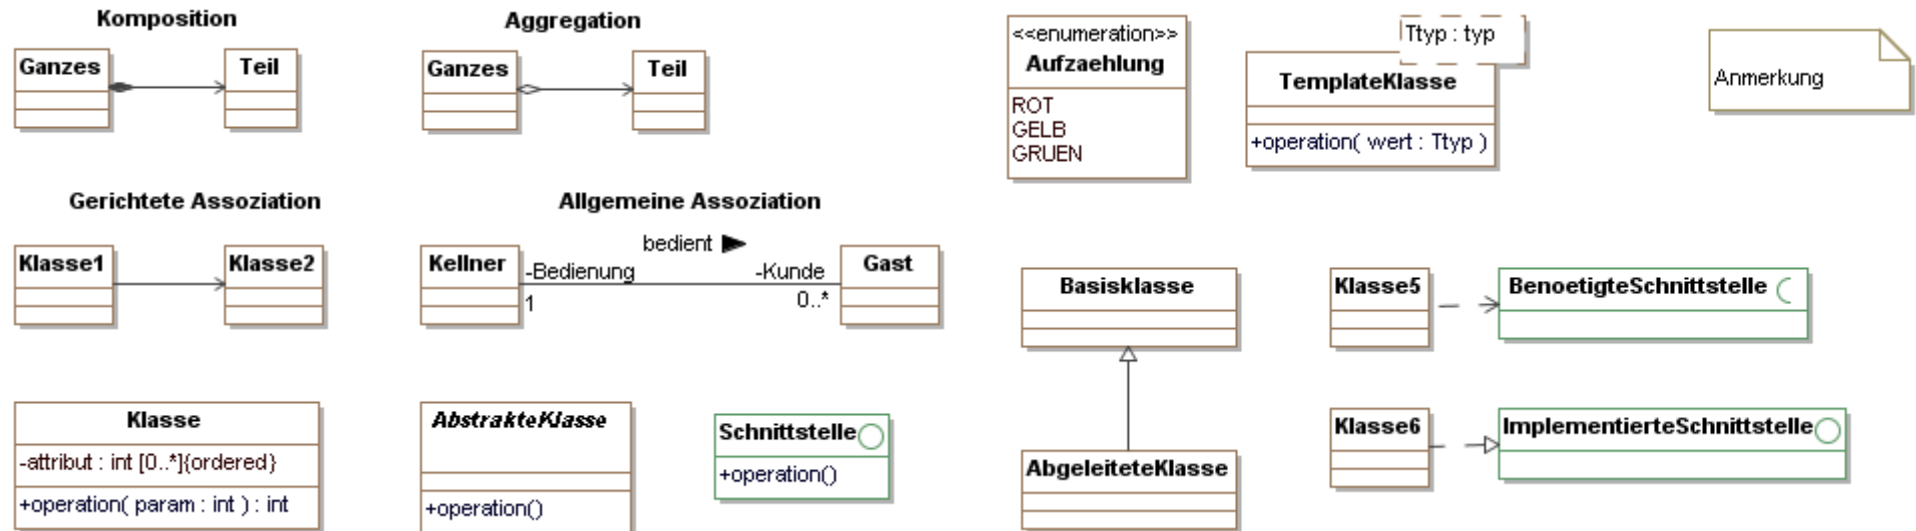 Komposition
Ganzes
Teil
Aggregation
Ganzes
Teil
<<enumeration>>
Aufzaehlung
ROT
GELB
GRUEN
Ttyp : typ
TemplateKlasse
+operation( wert : Ttyp )
Anmerkung
Gerichtete Assoziation
Klasse1
Klasse2
Allgemeine Assoziation
bedient
Kellner
-Bedienung
1
-Kunde
0..*
Gast
Basisklasse
AbgeleiteteKlasse
Klasse5
BenoetigteSchnittstelle
Klasse6
ImplementierteSchnittstelle
Klasse
-attribut : int [0..*]{ordered}
+operation( param : int ) : int
AbstrakteKlasse
+operation()
Schnittstelle
+operation()